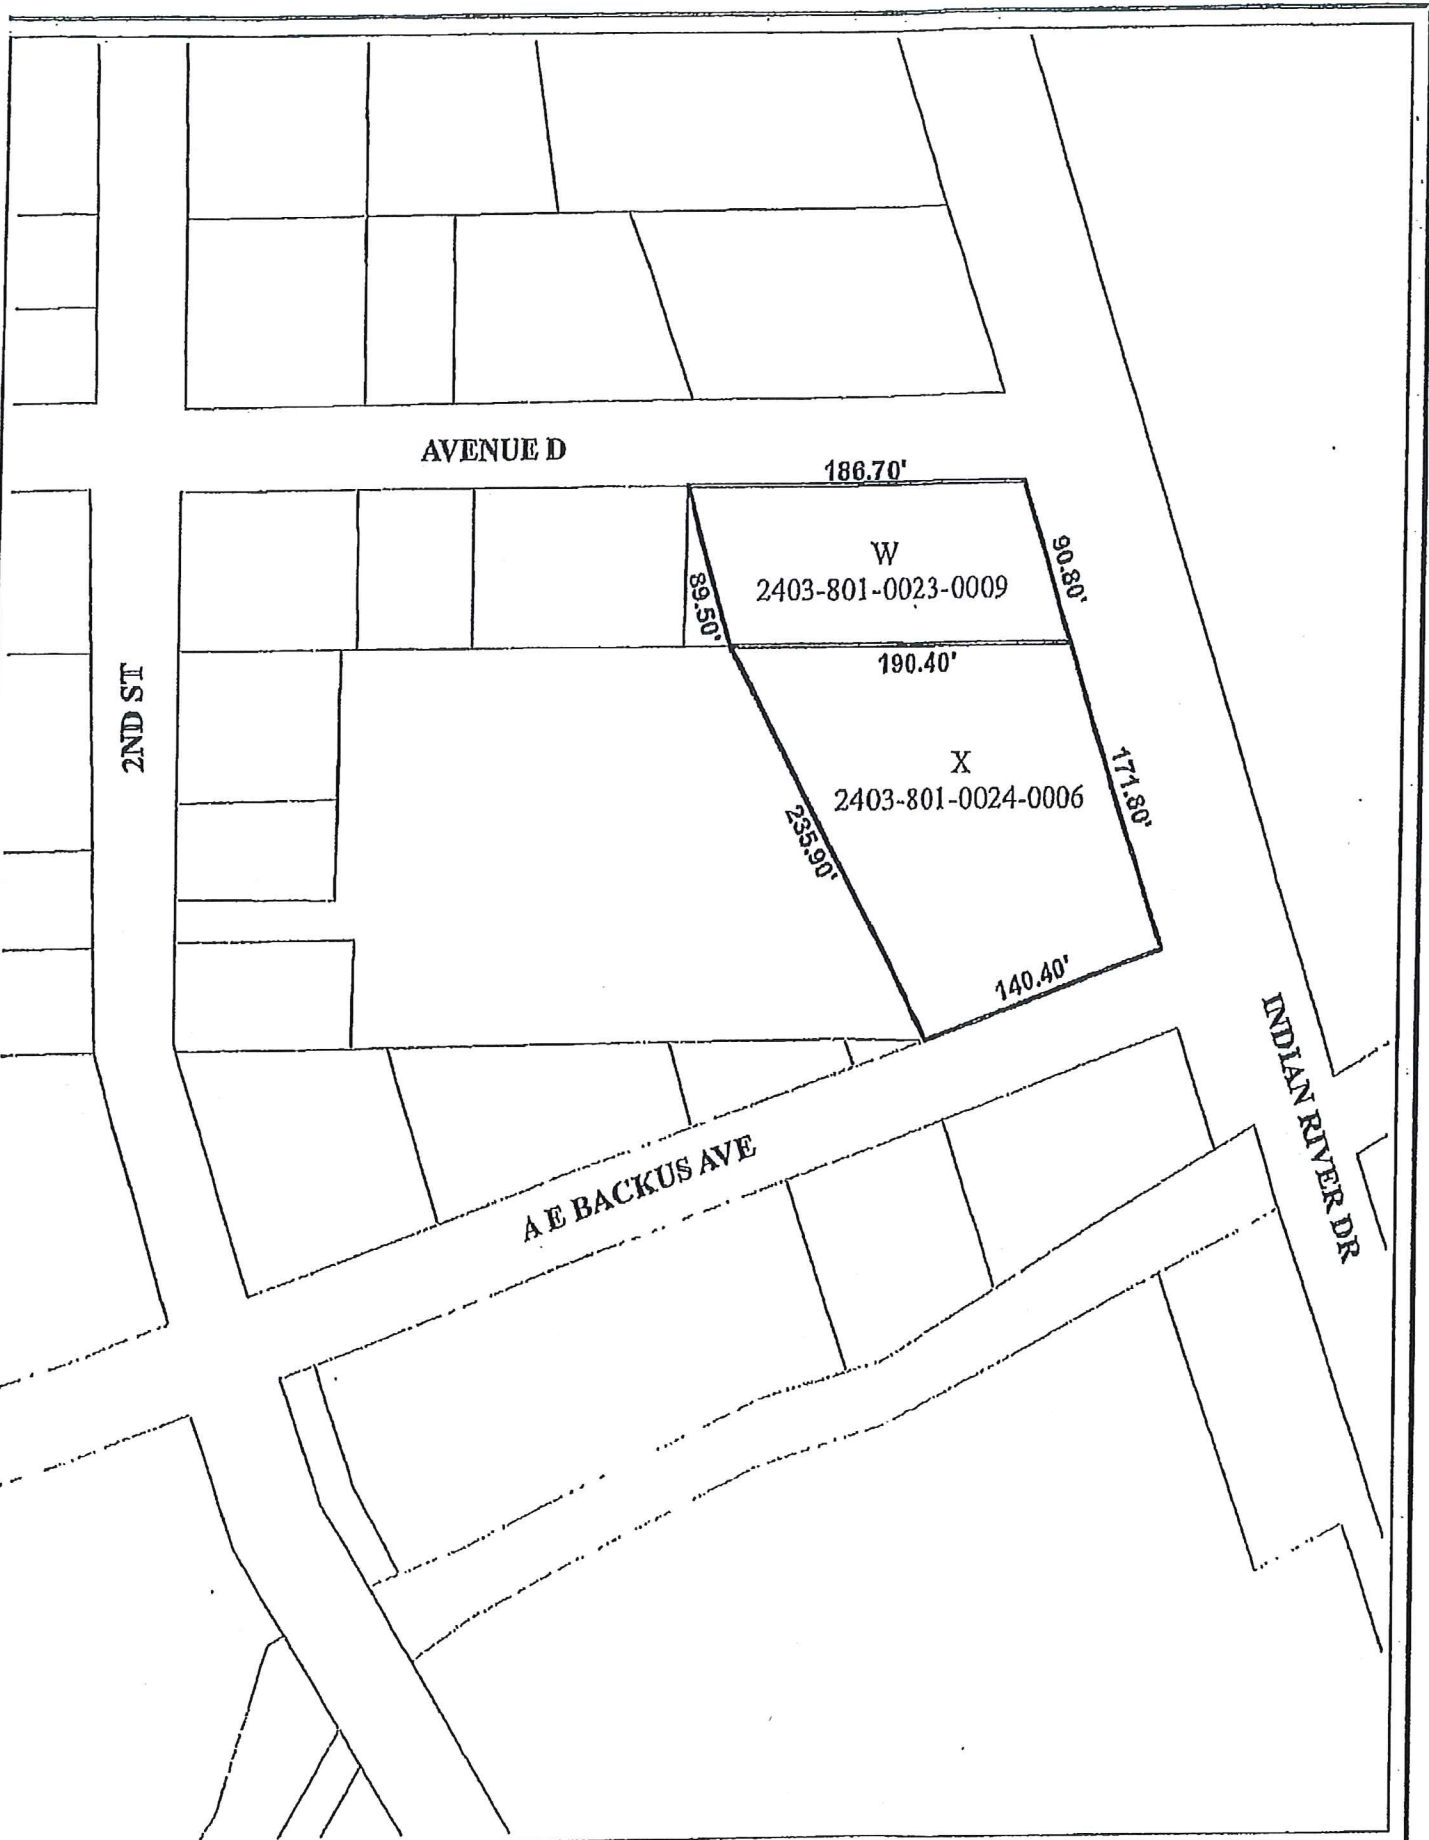 AVENUE D
186.70'
W
2403-801-0023-0009
90.80'
89.50'
190.40'
2ND ST
X
2403-801-0024-0006
171.80'
235.90'
140.40'
INDIAN RIVER DR
A E BACKUS AVE